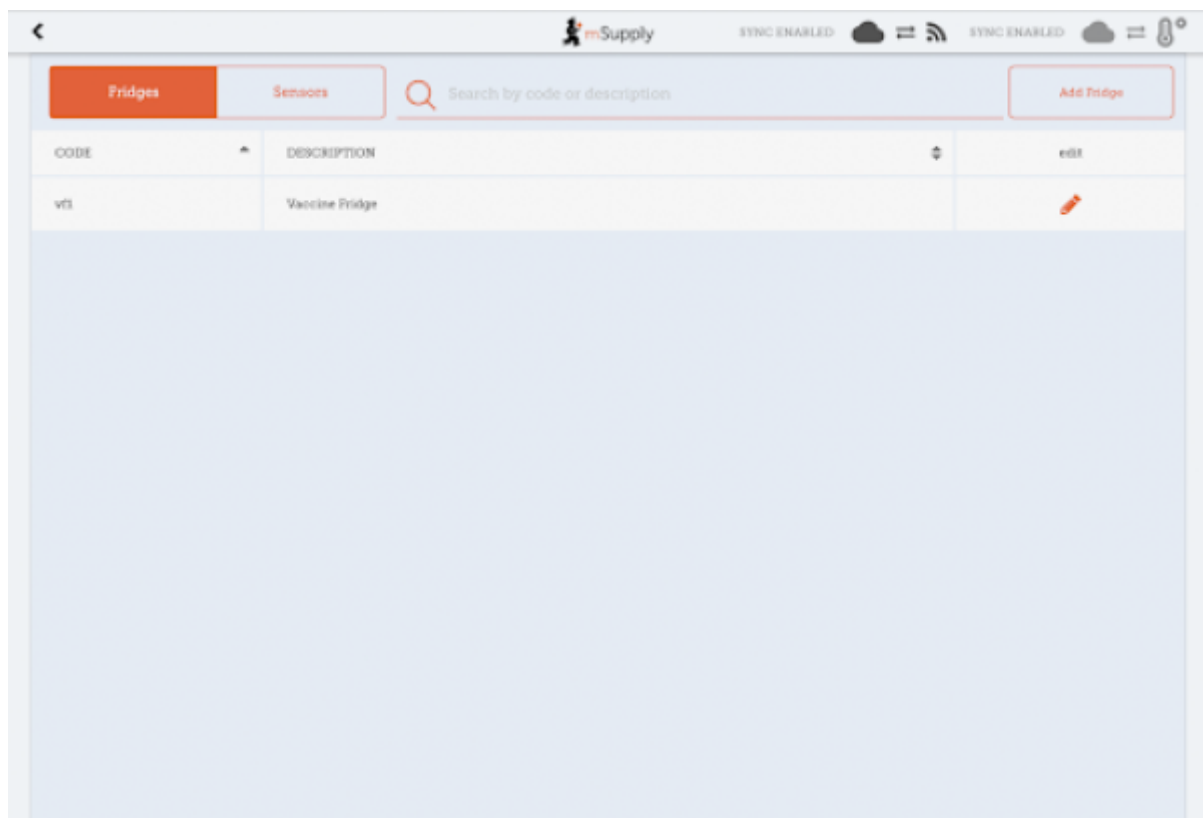 mSupply SYNC ENABLED SYNC ENABLED
Fridges Sensors Search by code or description Add Fridge
CODE DESCRIPTION edit
vf1 Vaccine Fridge